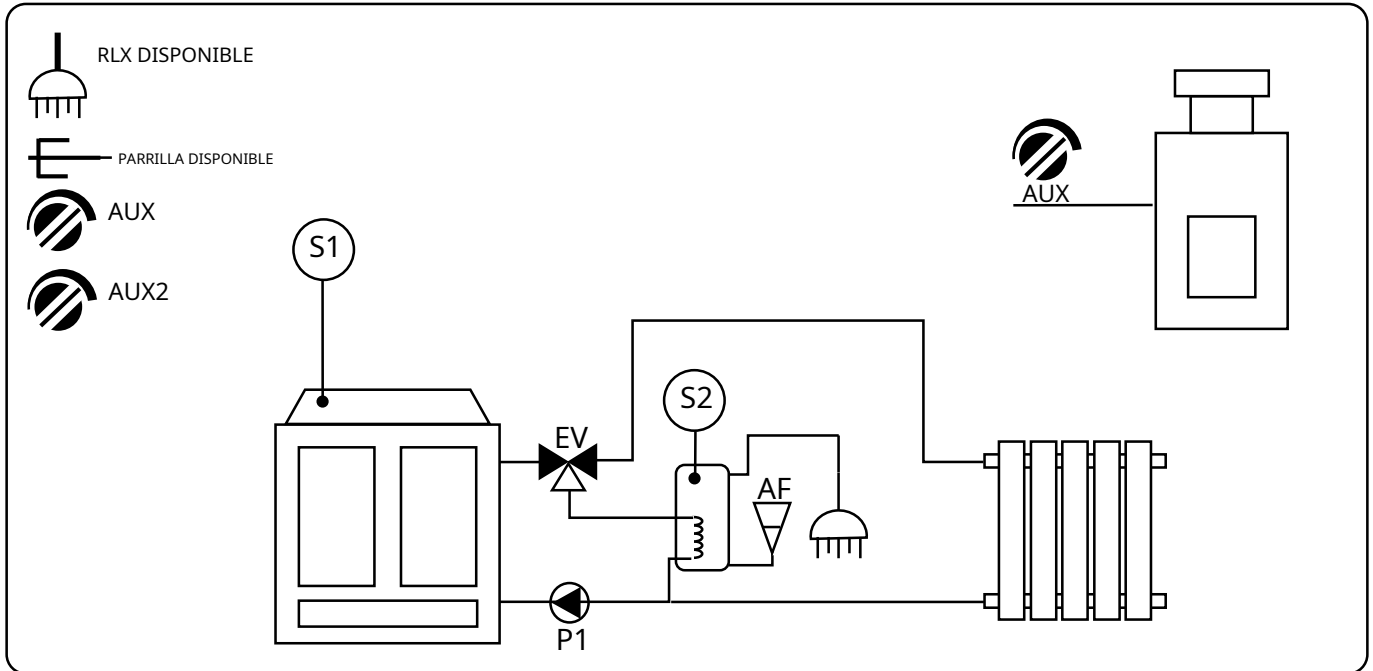 RLX DISPONIBLE
PARRILLA DISPONIBLE
AUX
AUX2
S1
AUX
EV
S2
AF
P1